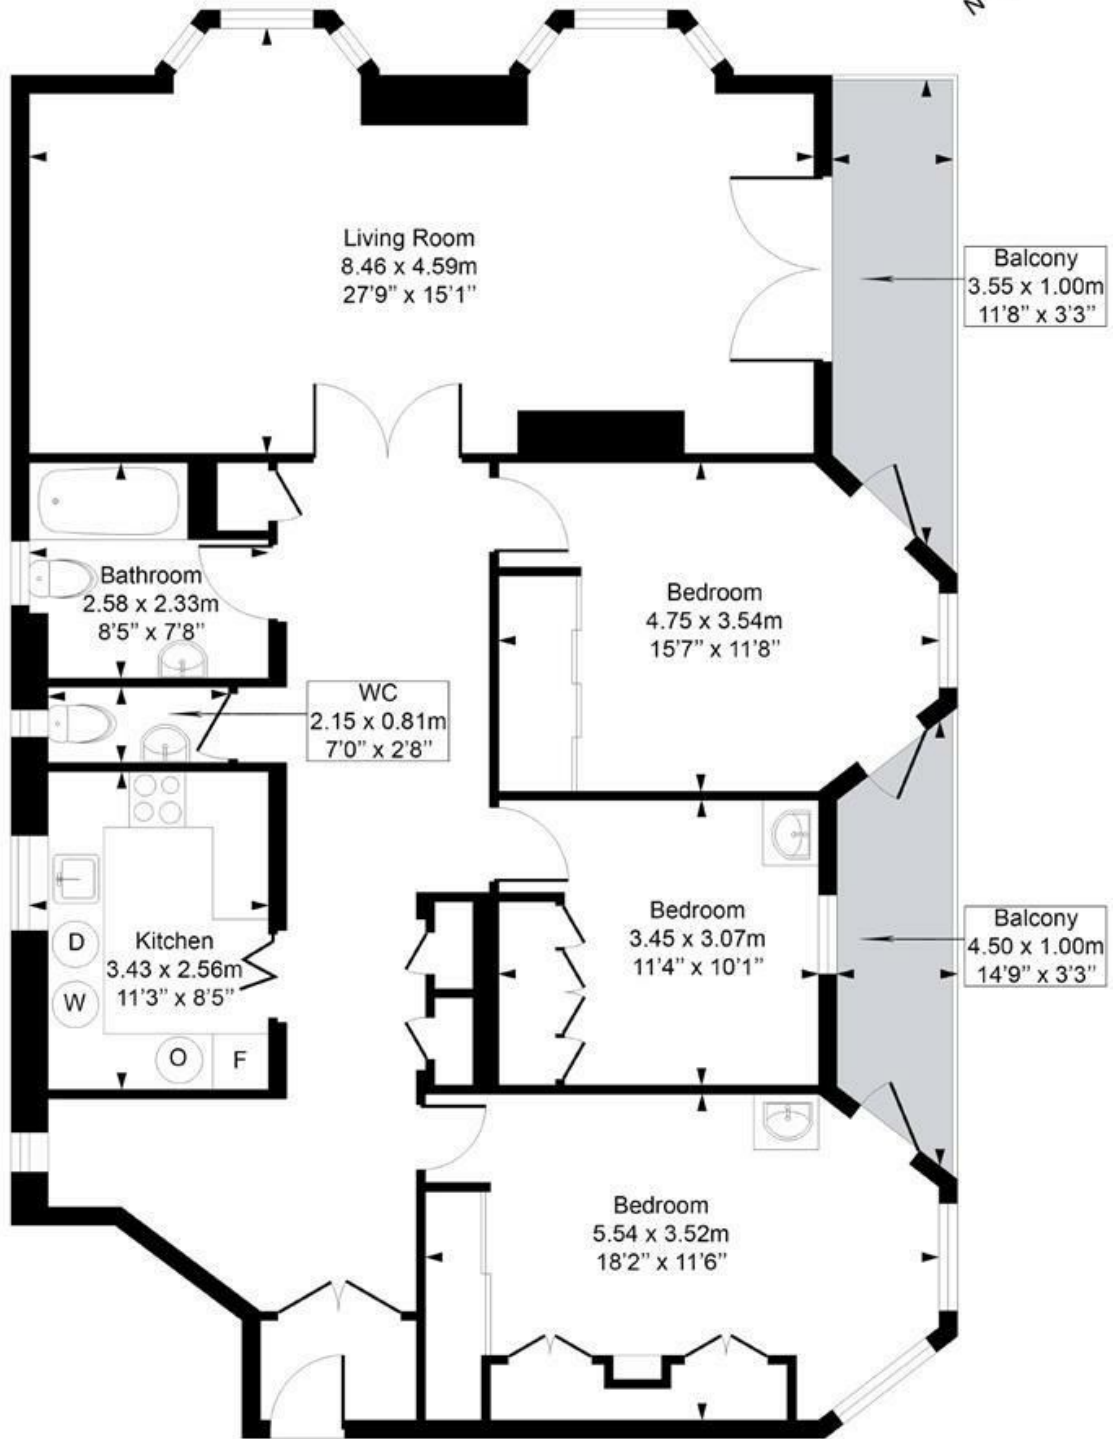 N
Living Room
8.46 x 4.59m
27'9" x 15'1"
Balcony
3.55 x 1.00m
11'8" x 3'3"
Bathroom
2.58 x 2.33m
8'5" x 7'8"
Bedroom
4.75 x 3.54m
15'7" x 11'8"
WC
2.15 x 0.81m
7'0" x 2'8"
Kitchen
3.43 x 2.56m
11'3" x 8'5"
D
W
O
F
Bedroom
3.45 x 3.07m
11'4" x 10'1"
Balcony
4.50 x 1.00m
14'9" x 3'3"
Bedroom
5.54 x 3.52m
18'2" x 11'6"